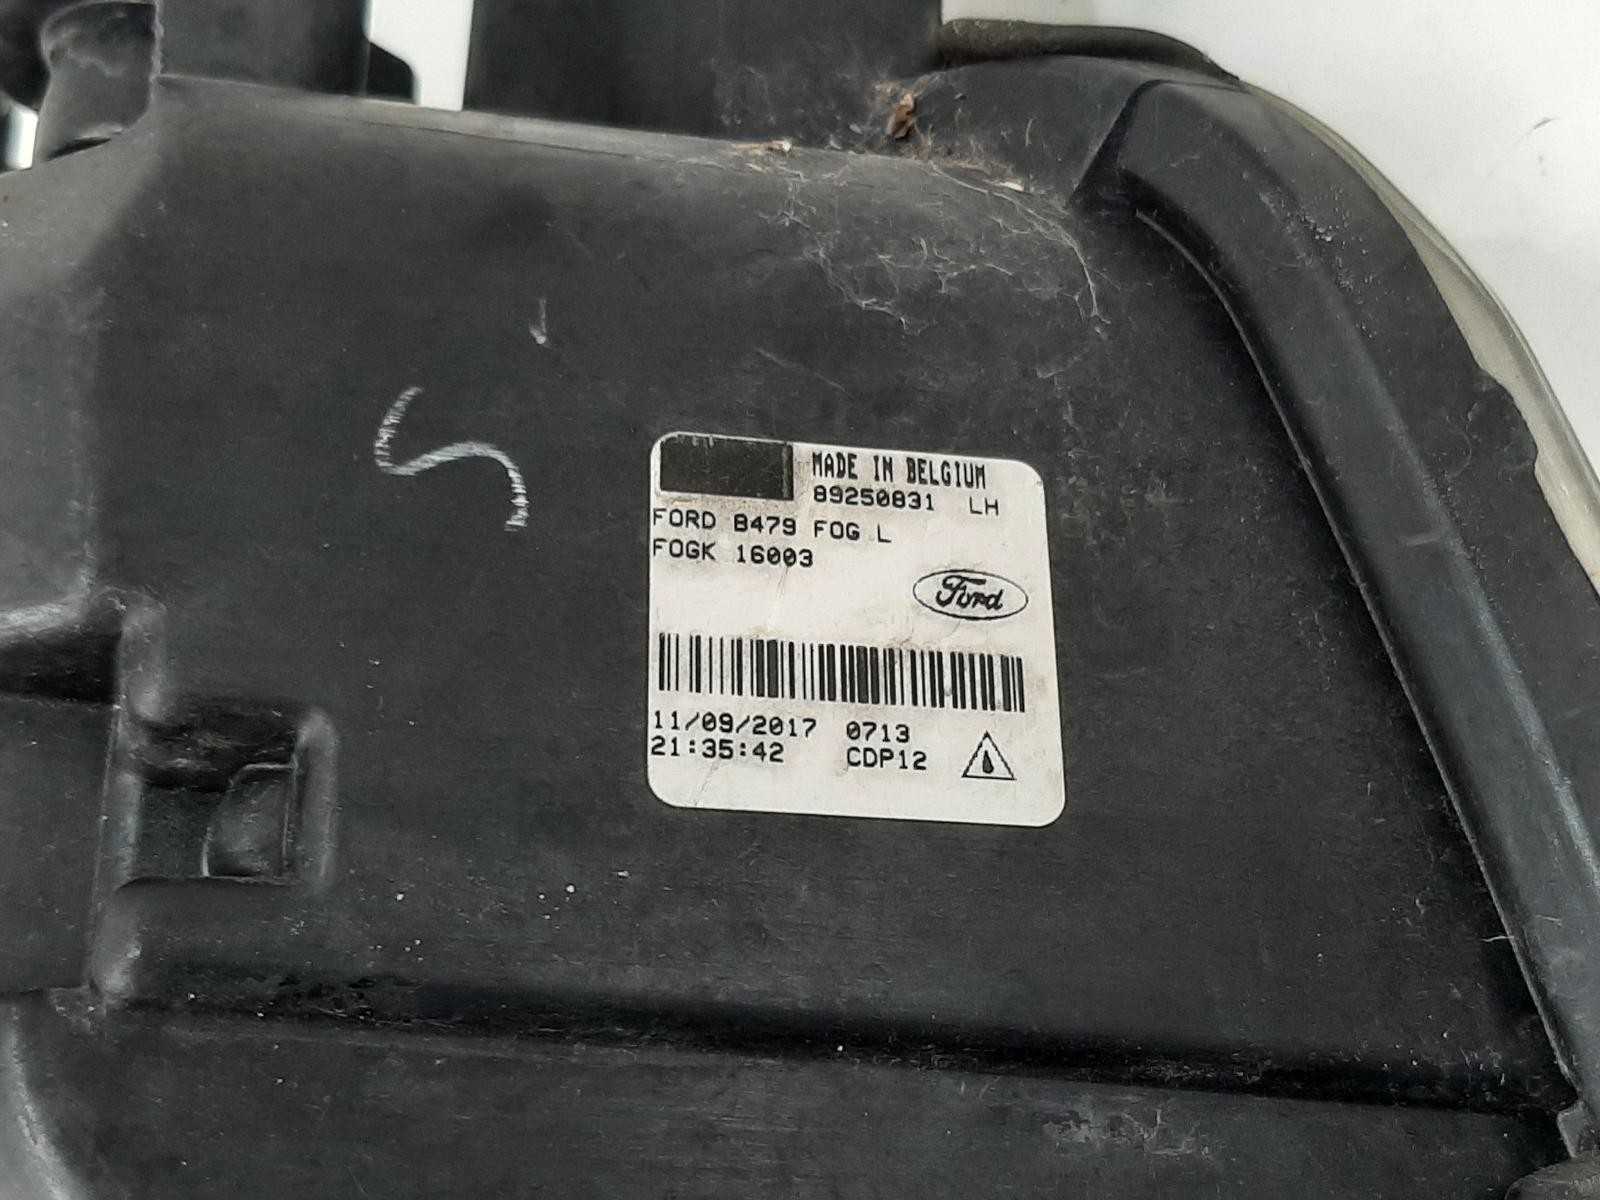 MADE IN BELGIUM
89250831 LH
FORD B479 FOG L
FOGK 16003
Ford
11/09/2017 0713
21:35:42 CDP12